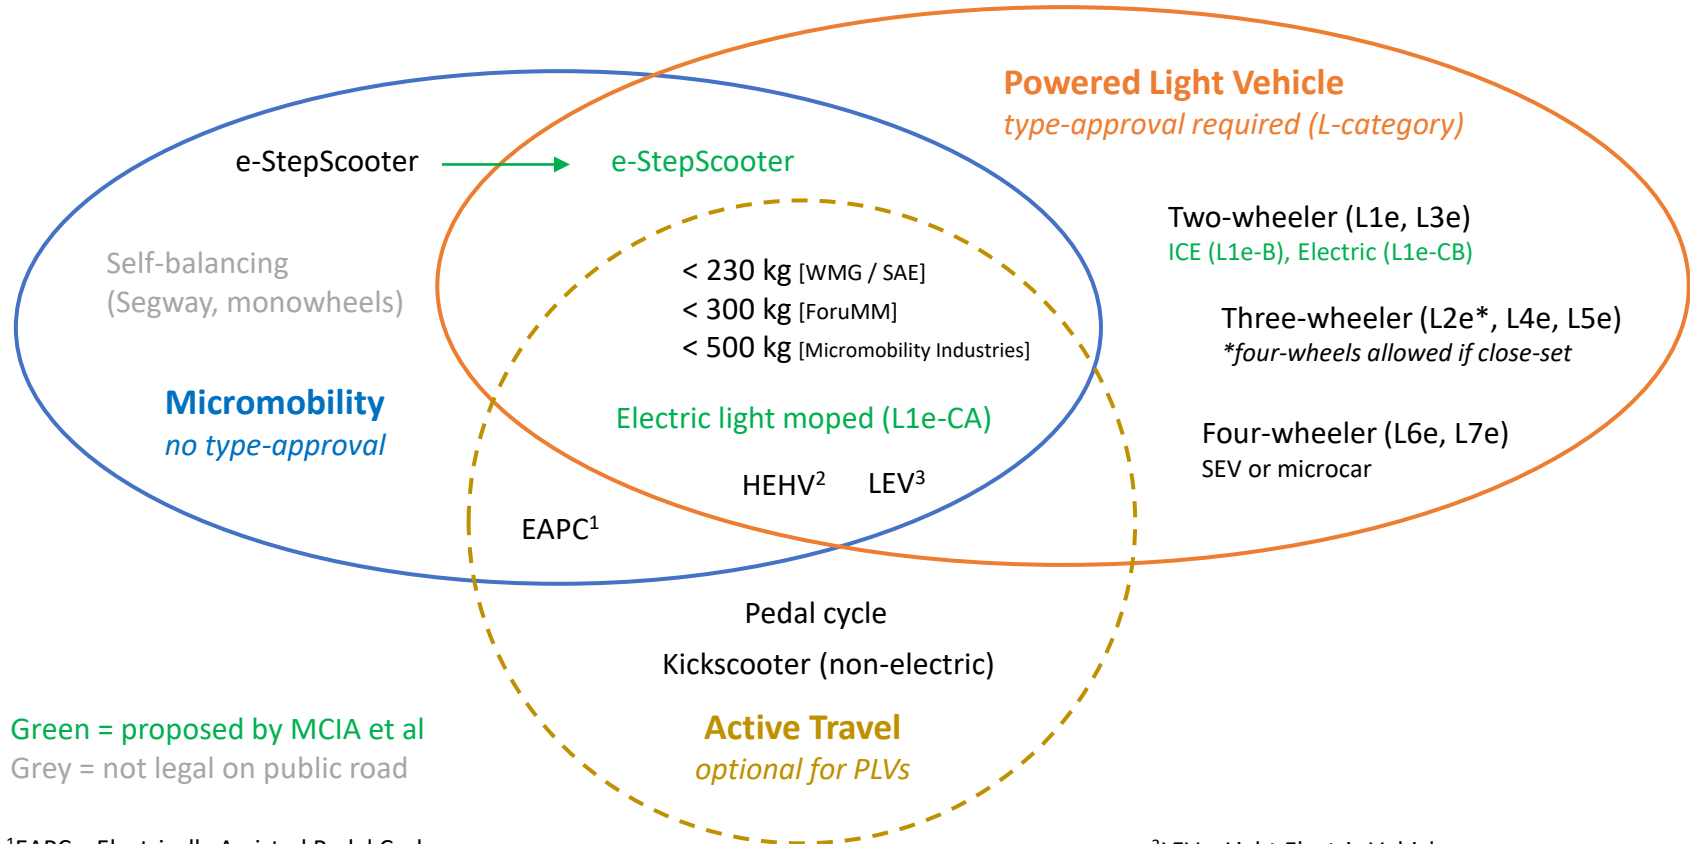 Powered Light Vehicle
type-approval required (L-category)
e-StepScooter
e-StepScooter
Two-wheeler (L1e, L3e)
ICE (L1e-B), Electric (L1e-CB)
Self-balancing
(Segway, monowheels)
< 230 kg [WMG / SAE]
< 300 kg [ForuMM]
< 500 kg [Micromobility Industries]
Three-wheeler (L2e*, L4e, L5e)
*four-wheels allowed if close-set
Micromobility
no type-approval
Electric light moped (L1e-CA)
Four-wheeler (L6e, L7e)
SEV or microcar
HEHV² LEV³
EAPC¹
Pedal cycle
Kickscooter (non-electric)
Active Travel
optional for PLVs
Green = proposed by MCIA et al
Grey = not legal on public road